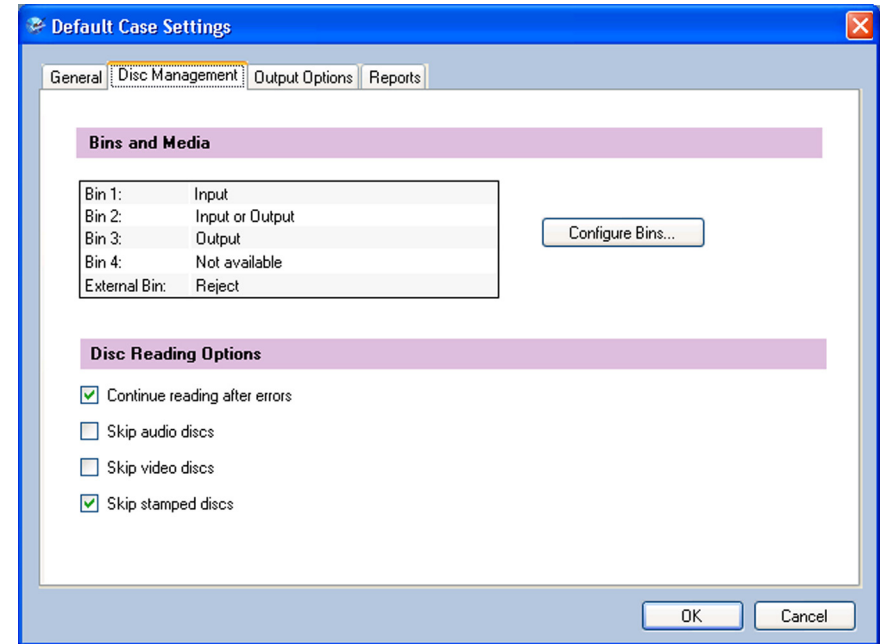 Default Case Settings
General Disc Management Output Options Reports
Bins and Media
Bin 1: Input
Bin 2: Input or Output
Bin 3: Output
Bin 4: Not available
External Bin: Reject
Configure Bins...
Disc Reading Options
Continue reading after errors
Skip audio discs
Skip video discs
Skip stamped discs
OK Cancel